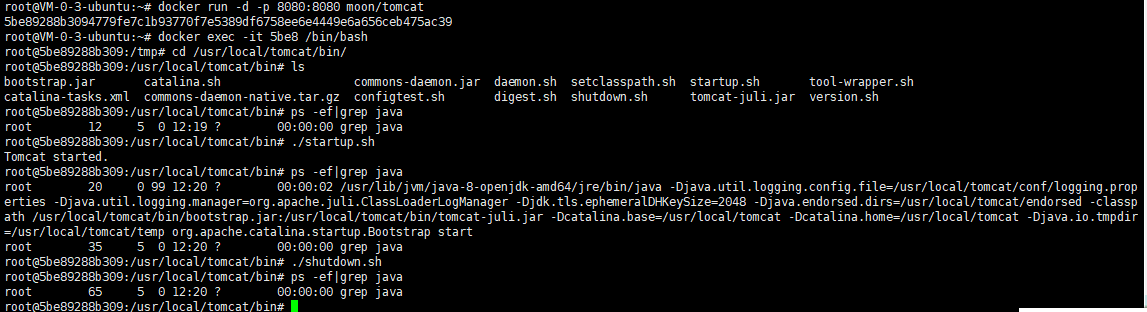 root@VM-0-3-ubuntu:~# docker run -d -p 8080:8080 moon/tomcat
5be89288b3094779fe7c1b93770f7e5389df6758ee6e4449e6a656ceb475ac39
root@VM-0-3-ubuntu:~# docker exec -it 5be8 /bin/bash
root@5be89288b309:/tmp# cd /usr/local/tomcat/bin/
root@5be89288b309:/usr/local/tomcat/bin# ls
bootstrap.jar       catalina.sh                  commons-daemon.jar  daemon.sh  setclasspath.sh  startup.sh       tool-wrapper.sh
catalina-tasks.xml  commons-daemon-native.tar.gz  configtest.sh       digest.sh  shutdown.sh      tomcat-juli.jar  version.sh
root@5be89288b309:/usr/local/tomcat/bin# ps -ef|grep java
root        12     5  0 12:19 ?        00:00:00 grep java
root@5be89288b309:/usr/local/tomcat/bin# ./startup.sh
Tomcat started.
root@5be89288b309:/usr/local/tomcat/bin# ps -ef|grep java
root        20     0 99 12:20 ?        00:00:02 /usr/lib/jvm/java-8-openjdk-amd64/jre/bin/java -Djava.util.logging.config.file=/usr/local/tomcat/conf/logging.prop
erties -Djava.util.logging.manager=org.apache.juli.ClassLoaderLogManager -Djdk.tls.ephemeralDHKeySize=2048 -Djava.endorsed.dirs=/usr/local/tomcat/endorsed -classp
ath /usr/local/tomcat/bin/bootstrap.jar:/usr/local/tomcat/bin/tomcat-juli.jar -Dcatalina.base=/usr/local/tomcat -Dcatalina.home=/usr/local/tomcat -Djava.io.tmpdir
=/usr/local/tomcat/temp org.apache.catalina.startup.Bootstrap start
root        35     5  0 12:20 ?        00:00:00 grep java
root@5be89288b309:/usr/local/tomcat/bin# ./shutdown.sh
root@5be89288b309:/usr/local/tomcat/bin# ps -ef|grep java
root        65     5  0 12:20 ?        00:00:00 grep java
root@5be89288b309:/usr/local/tomcat/bin#